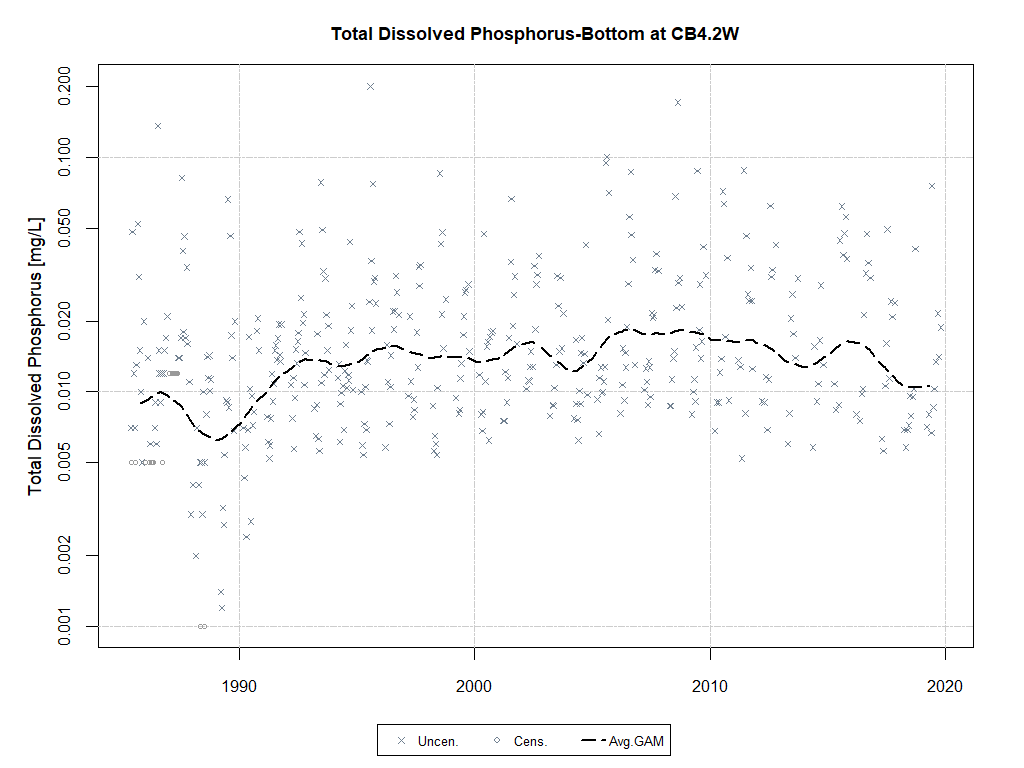 Total Dissolved Phosphorus-Bottom at CB4.2W
Total Dissolved Phosphorus [mg/L]
0.200
0.100
0.050
0.020
0.010
0.005
0.002
0.001
1990 2000 2010 2020
Uncen. Cens. Avg.GAM